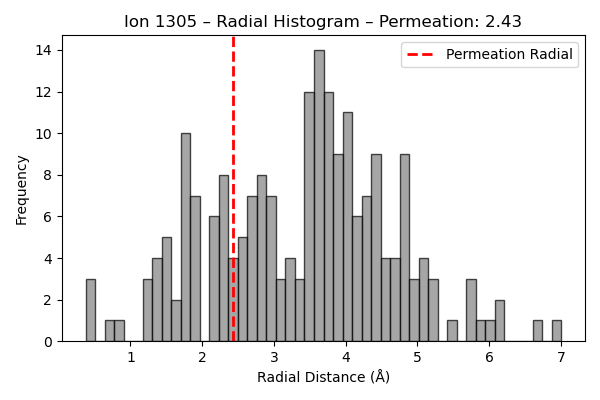 Ion 1305 – Radial Histogram – Permeation: 2.43
Permeation Radial
14
12
10
8
6
4
2
0
Frequency
1 2 3 4 5 6 7
Radial Distance (Å)